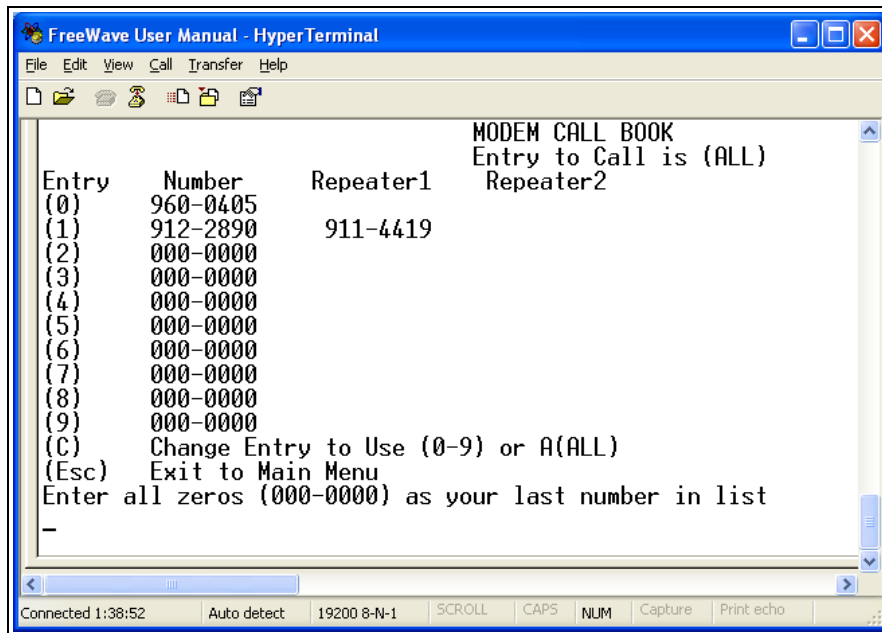 FreeWave User Manual - HyperTerminal
File Edit View Call Transfer Help
MODEM CALL BOOK
Entry to Call is (ALL)
Entry Number Repeater1 Repeater2
(0) 960-0405
(1) 912-2890 911-4419
(2) 000-0000
(3) 000-0000
(4) 000-0000
(5) 000-0000
(6) 000-0000
(7) 000-0000
(8) 000-0000
(9) 000-0000
(C) Change Entry to Use (0-9) or A(ALL)
(Esc) Exit to Main Menu
Enter all zeros (000-0000) as your last number in list
Connected 1:38:52 Auto detect 19200 8-N-1 SCROLL CAPS NUM Capture Print echo